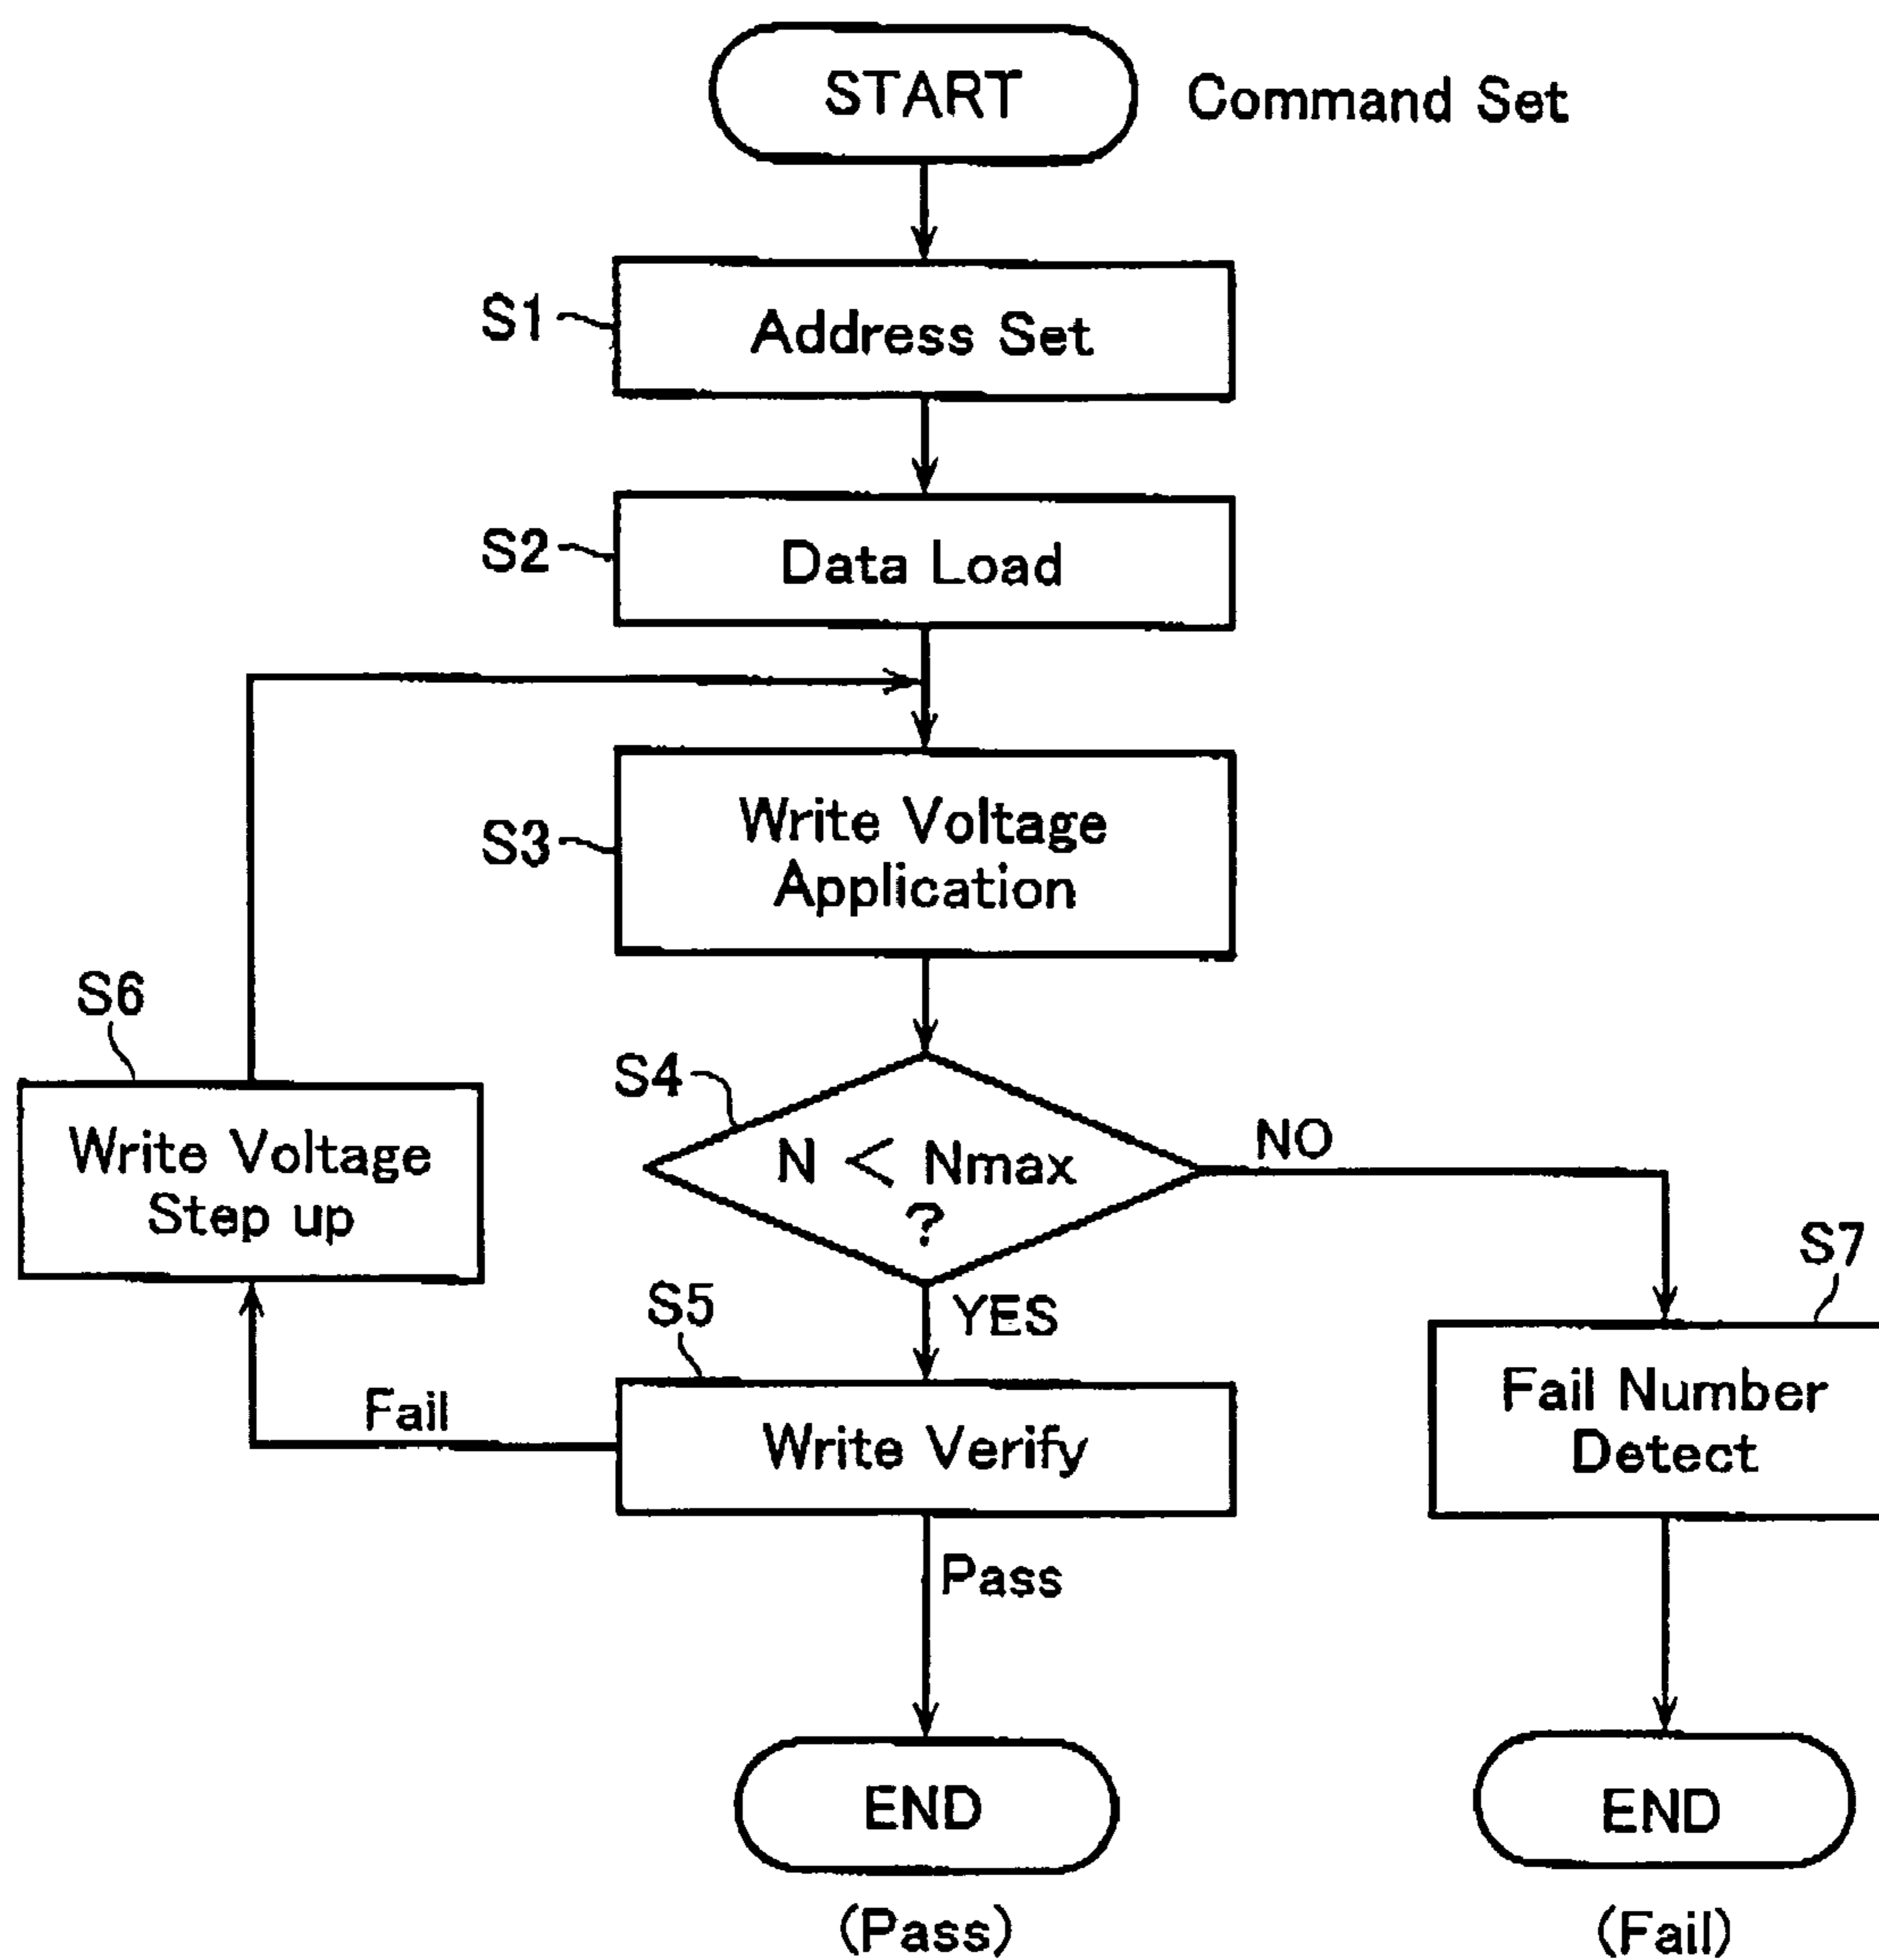 START
Command Set
S1
Address Set
S2
Data Load
S3
Write Voltage
Application
S6
Write Voltage
Step up
S4
N < Nmax
?
NO
YES
S7
Fail Number
Detect
S5
Write Verify
Fail
Pass
END
(Pass)
END
(Fail)